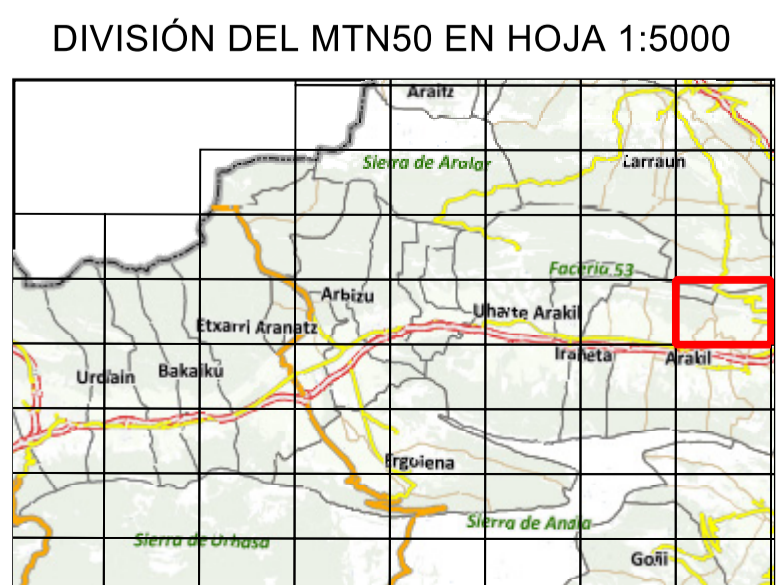 DIVISIÓN DEL MTN50 EN HOJA 1:5000
Araitz
Sierra de Aralar
Larraun
Facería 53
Arbizu
Uharte Arakil
Etxarri Aranatz
Irañeta
Arakil
Urdiain
Bakaiku
Ergoiena
Sierra de Andia
Sierra de Urbasa
Goñi